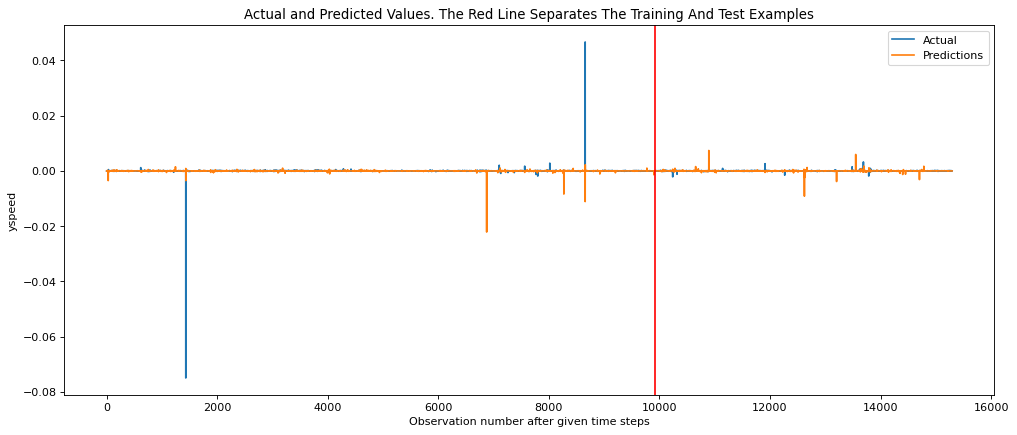 Actual and Predicted Values. The Red Line Separates The Training And Test Examples
Actual
Predictions
yspeed
0.04
0.02
0.00
−0.02
−0.04
−0.06
−0.08
0 2000 4000 6000 8000 10000 12000 14000 16000
Observation number after given time steps